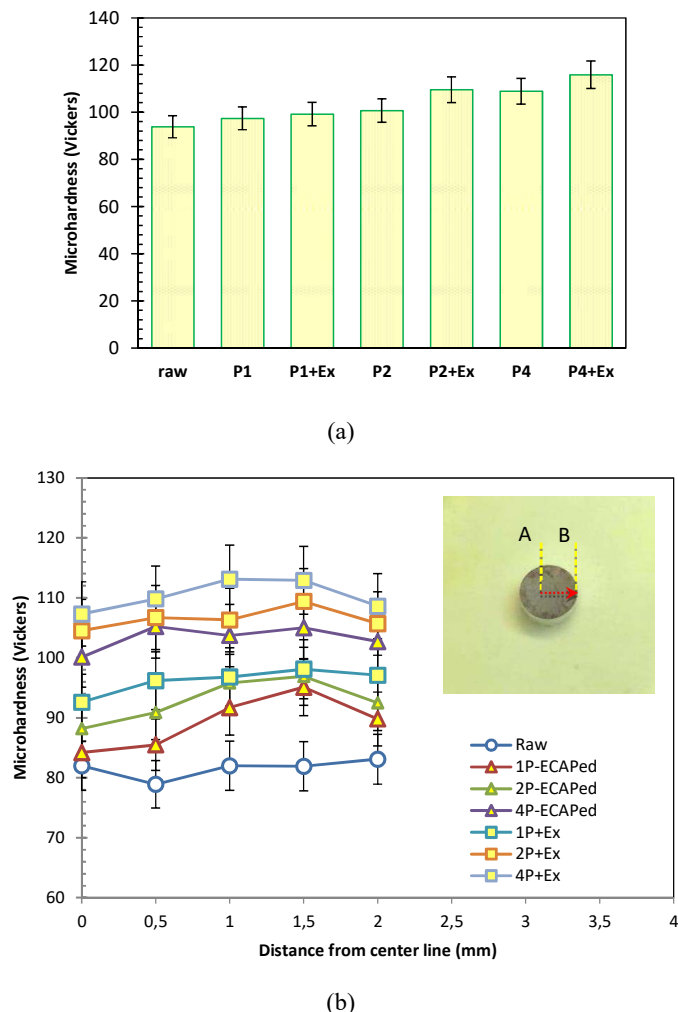 140
120
100
80
60
40
20
0
Microhardness (Vickers)
raw P1 P1+Ex P2 P2+Ex P4 P4+Ex
(a)
130
120
110
100
90
80
70
60
Microhardness (Vickers)
A B
Raw
1P-ECAPed
2P-ECAPed
4P-ECAPed
1P+Ex
2P+Ex
4P+Ex
0 0,5 1 1,5 2 2,5 3 3,5 4
Distance from center line (mm)
(b)